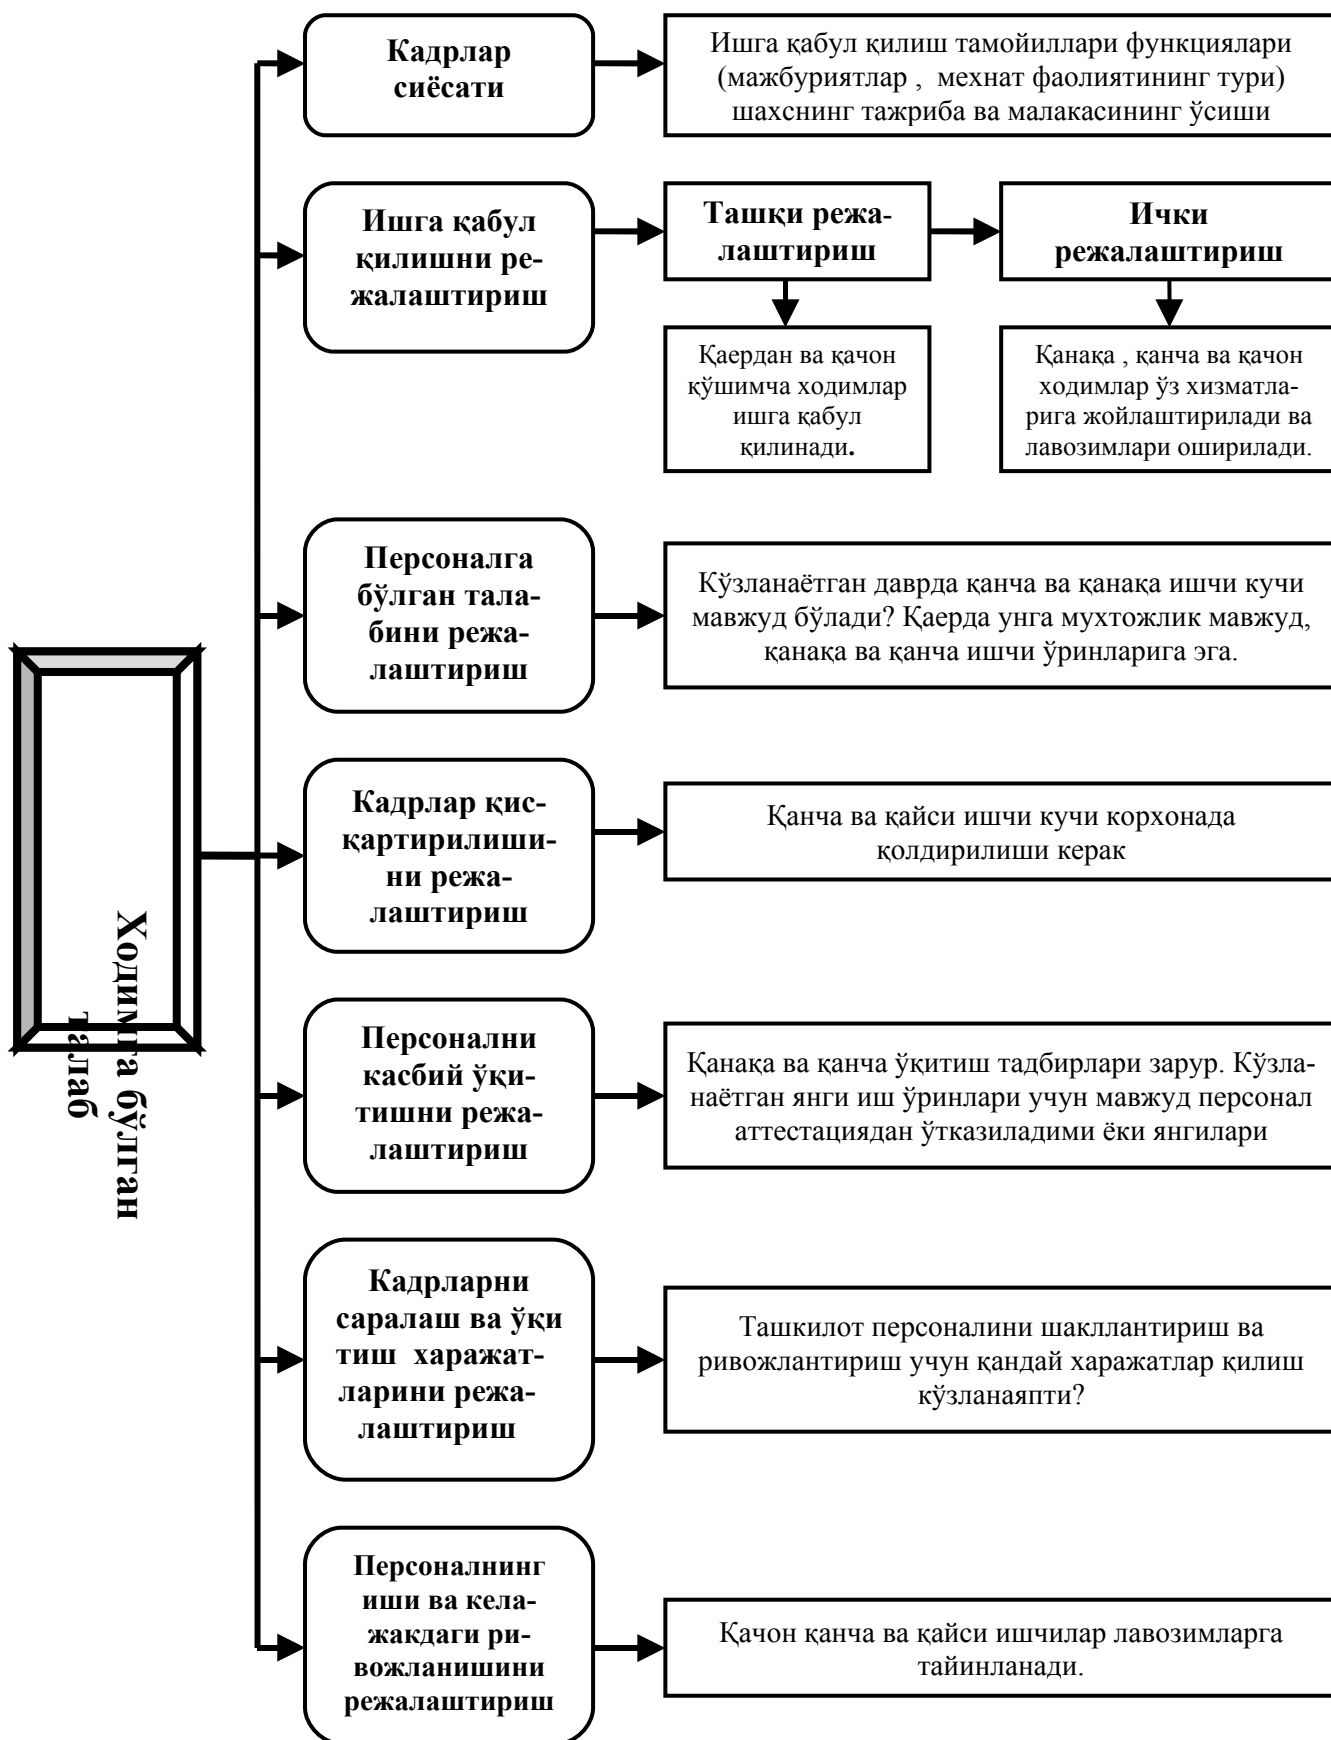 Кадрлар
сиёсати
Ишга қабул қилиш тамойиллари функциялари
(мажбуриятлар , мехнат фаолиятининг тури)
шахснинг тажриба ва малакасининг ўсиши
Ишга қабул
қилишни ре-
жалаштириш
Ташқи режа-
лаштириш
Ички
режалаштириш
Қаердан ва қачон
қўшимча ходимлар
ишга қабул
қилинади.
Қанақа , қанча ва қачон
ходимлар ўз хизматла-
рига жойлаштирилади ва
лавозимлари оширилади.
Персоналга
бўлган тала-
бини режа-
лаштириш
Кўзланаётган даврда қанча ва қанақа ишчи кучи
мавжуд бўлади? Қаерда унга мухтожлик мавжуд,
қанақа ва қанча ишчи ўринларига эга.
Ходимга бўлган
талаб
Кадрлар қис-
қартирилиши-
ни режа-
лаштириш
Қанча ва қайси ишчи кучи корхонада
қолдирилиши керак
Персонални
касбий ўқи-
тишни режа-
лаштириш
Қанақа ва қанча ўқитиш тадбирлари зарур. Кўзла-
наётган янги иш ўринлари учун мавжуд персонал
аттестациядан ўтказиладими ёки янгилари
Кадрларни
саралаш ва ўқи
тиш харажат-
ларини режа-
лаштириш
Ташкилот персоналини шакллантириш ва
ривожлантириш учун қандай харажатлар қилиш
кўзланаяпти?
Персоналнинг
иши ва кела-
жакдаги ри-
вожланишини
режалаштириш
Қачон қанча ва қайси ишчилар лавозимларга
тайинланади.